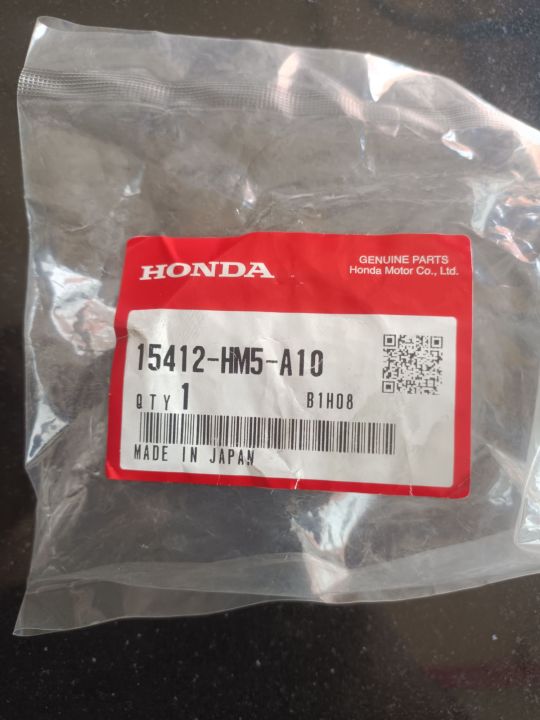 HONDA
GENUINE PARTS
Honda Motor Co., Ltd.
15412-HM5-A10
QTY 1 B1H08
MADE IN JAPAN